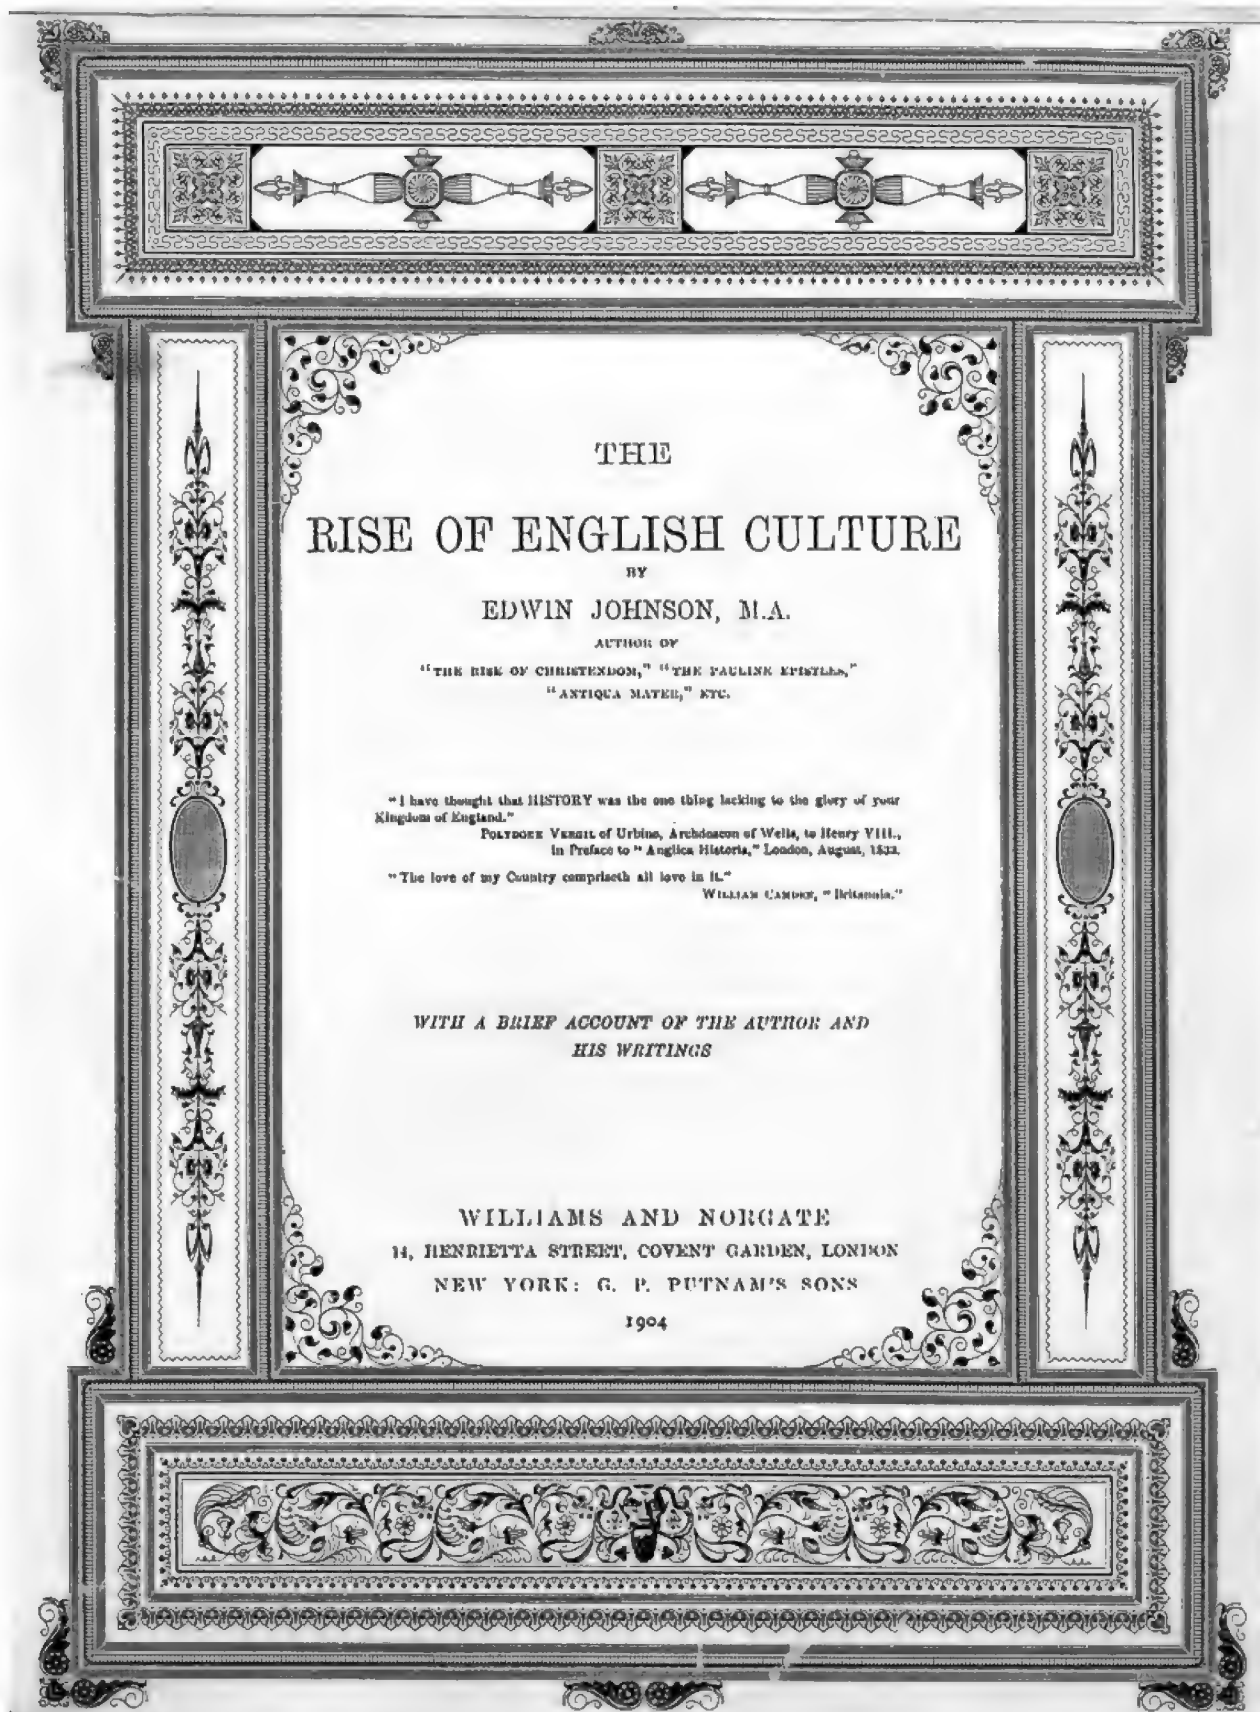 THE
RISE OF ENGLISH CULTURE
BY
EDWIN JOHNSON, M.A.
AUTHOR OF
"THE RISE OF CHRISTENDOM," "THE PAULINE EPISTLES,"
"ANTIQUA MATER," ETC.
"I have thought that HISTORY was the one thing lacking to the glory of your
Kingdom of England."
POLYDORE VERGIL of Urbino, Archdeacon of Wells, to Henry VIII.,
in Preface to "Anglica Historia," London, August,
"The love of my Country compriseth all love in it."
WILLIAM CAMDEN, "Britannia."
WITH A BRIEF ACCOUNT OF THE AUTHOR AND
HIS WRITINGS
WILLIAMS AND NORGATE
14, HENRIETTA STREET, COVENT GARDEN, LONDON
NEW YORK: G. P. PUTNAM'S SONS
1904